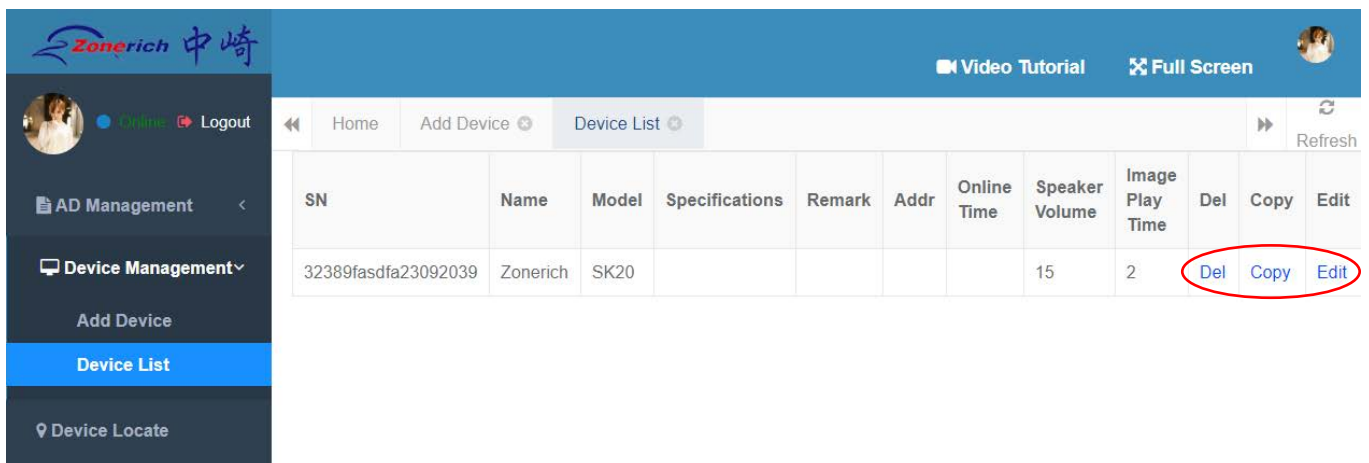 Zonerich 中崎
Video Tutorial Full Screen
Online Logout
Home Add Device Device List
Refresh
AD Management
Device Management
Add Device
Device List
Device Locate
SN Name Model Specifications Remark Addr Online Time Speaker Volume Image Play Time Del Copy Edit
32389fasdfa23092039 Zonerich SK20 15 2 Del Copy Edit